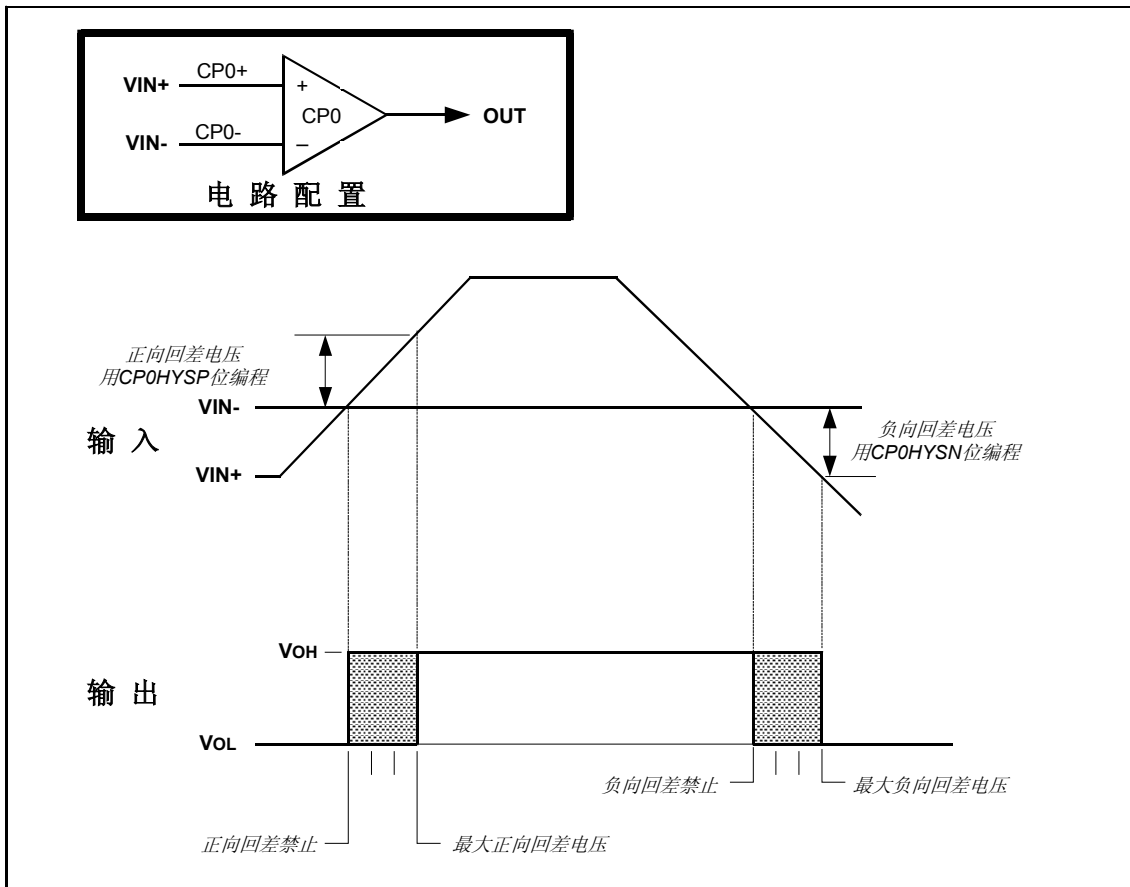 CP0+
VIN+
+
CP0
OUT
CP0-
VIN-
–
电 路 配 置
正向回差电压
用CP0HYSP位编程
VIN-
输 入
负向回差电压
用CP0HYSN位编程
VIN+
VOH
输 出
VOL
负向回差禁止
最大负向回差电压
正向回差禁止
最大正向回差电压